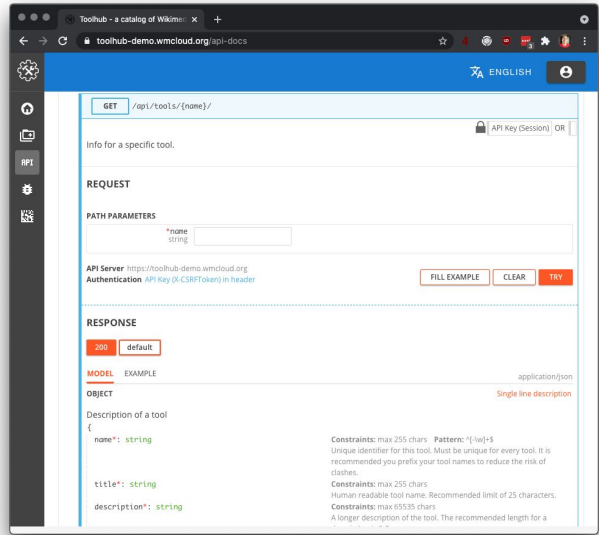 Toolhub - a catalog of Wikimed
toolhub-demo.wmcloud.org/api-docs
ENGLISH
API
GET /api/tools/{name}/
API Key (Session) OR
Info for a specific tool.
REQUEST
PATH PARAMETERS
*name
string
API Server https://toolhub-demo.wmcloud.org
Authentication API Key (X-CSRFToken) in header
FILL EXAMPLE CLEAR TRY
RESPONSE
200 default
MODEL EXAMPLE
application/json
OBJECT
Single line description
Description of a tool
{
name*: string
Constraints: max 255 chars Pattern: ^[-\w]+$
Unique identifier for this tool. Must be unique for every tool. It is
recommended you prefix your tool names to reduce the risk of
clashes.
title*: string
Constraints: max 255 chars
Human readable tool name. Recommended limit of 25 characters.
description*: string
Constraints: max 65535 chars
A longer description of the tool. The recommended length for a